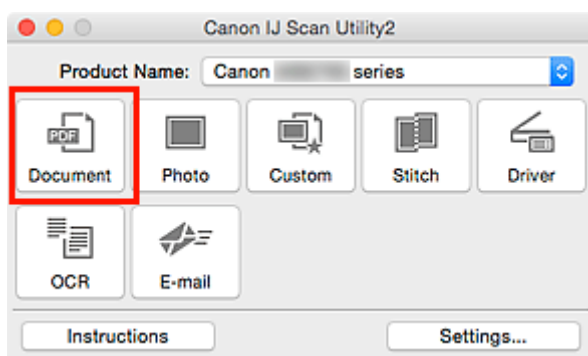 Canon IJ Scan Utility2
Product Name: Canon series
PDF
Document Photo Custom Stitch Driver
OCR E-mail
Instructions Settings...